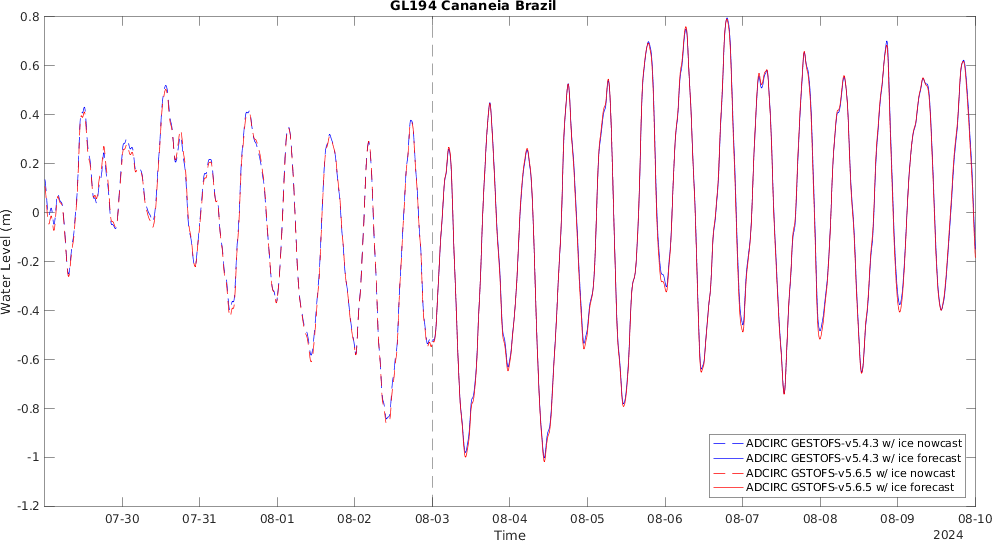 GL194 Cananeia Brazil
0.8
0.6
0.4
0.2
0
-0.2
-0.4
-0.6
-0.8
-1
-1.2
Water Level (m)
07-30 07-31 08-01 08-02 08-03 08-04 08-05 08-06 08-07 08-08 08-09 08-10
Time
2024
ADCIRC GESTOFS-v5.4.3 w/ ice nowcast
ADCIRC GESTOFS-v5.4.3 w/ ice forecast
ADCIRC GSTOFS-v5.6.5 w/ ice nowcast
ADCIRC GSTOFS-v5.6.5 w/ ice forecast